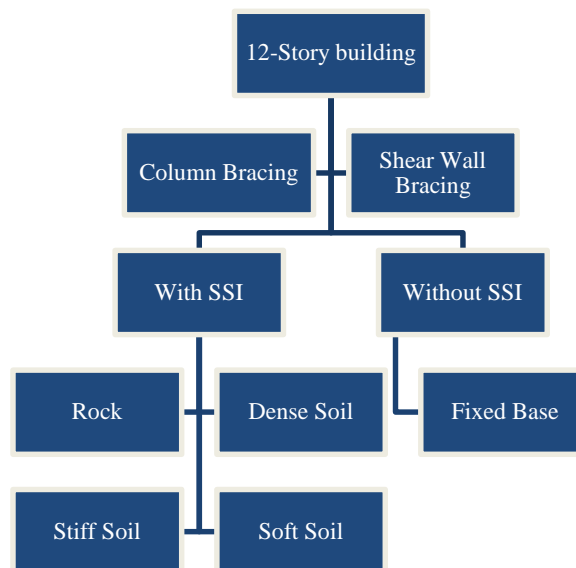 12-Story building
Column Bracing
Shear Wall
Bracing
With SSI
Without SSI
Rock
Dense Soil
Fixed Base
Stiff Soil
Soft Soil